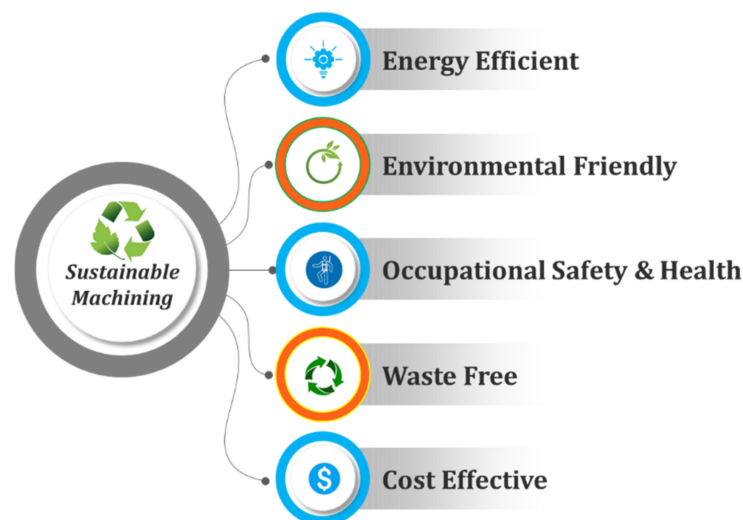 Energy Efficient
Environmental Friendly
Sustainable
Machining
Occupational Safety & Health
Waste Free
Cost Effective
$